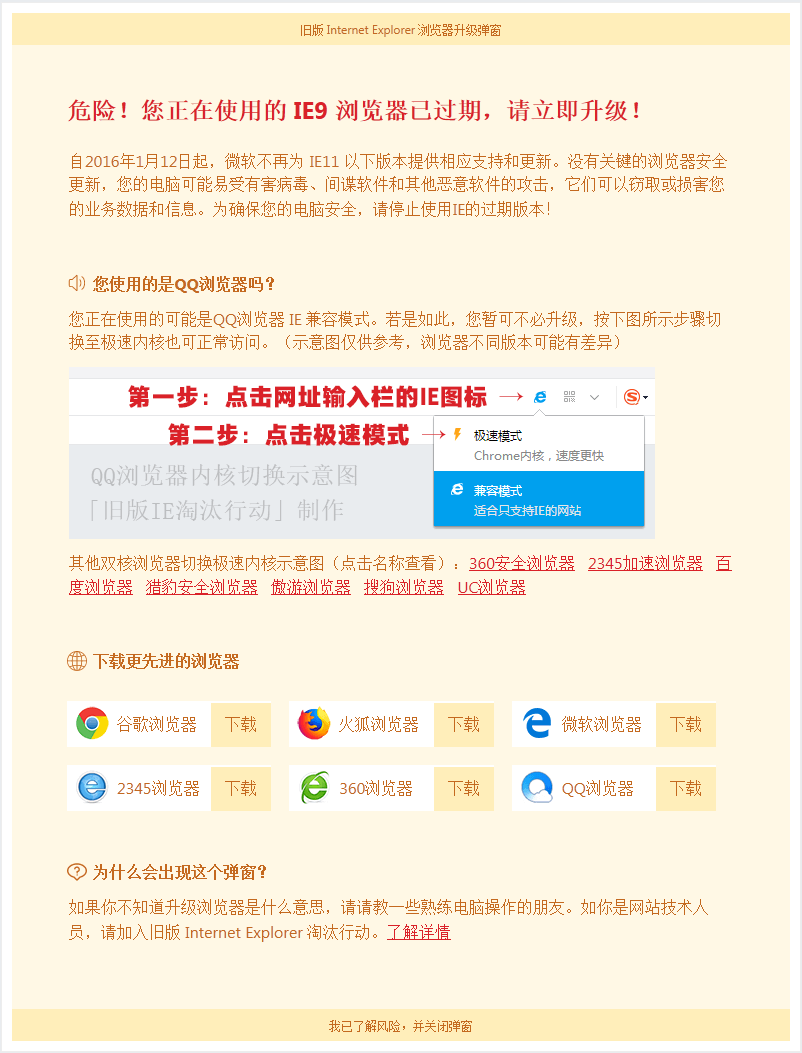 旧版 Internet Explorer 浏览器升级弹窗
危险！您正在使用的 IE9 浏览器已过期，请立即升级！
自2016年1月12日起，微软不再为 IE11 以下版本提供相应支持和更新。没有关键的浏览器安全
更新，您的电脑可能易受有害病毒、间谍软件和其他恶意软件的攻击，它们可以窃取或损害您
的业务数据和信息。为确保您的电脑安全，请停止使用IE的过期版本！
您使用的是QQ浏览器吗？
您正在使用的可能是QQ浏览器 IE 兼容模式。若是如此，您暂可不必升级，按下图所示步骤切
换至极速内核也可正常访问。（示意图仅供参考，浏览器不同版本可能有差异）
第一步：点击网址输入栏的IE图标
第二步：点击极速模式
极速模式
Chrome内核，速度更快
QQ浏览器内核切换示意图
「旧版IE淘汰行动」制作
兼容模式
适合只支持IE的网站
其他双核浏览器切换极速内核示意图（点击名称查看）：360安全浏览器 2345加速浏览器 百
度浏览器 猎豹安全浏览器 傲游浏览器 搜狗浏览器 UC浏览器
下载更先进的浏览器
谷歌浏览器 下载 火狐浏览器 下载 微软浏览器 下载
2345浏览器 下载 360浏览器 下载 QQ浏览器 下载
为什么会出现这个弹窗？
如果你不知道升级浏览器是什么意思，请请教一些熟练电脑操作的朋友。如你是网站技术人
员，请加入旧版 Internet Explorer 淘汰行动。了解详情
我已了解风险，并关闭弹窗